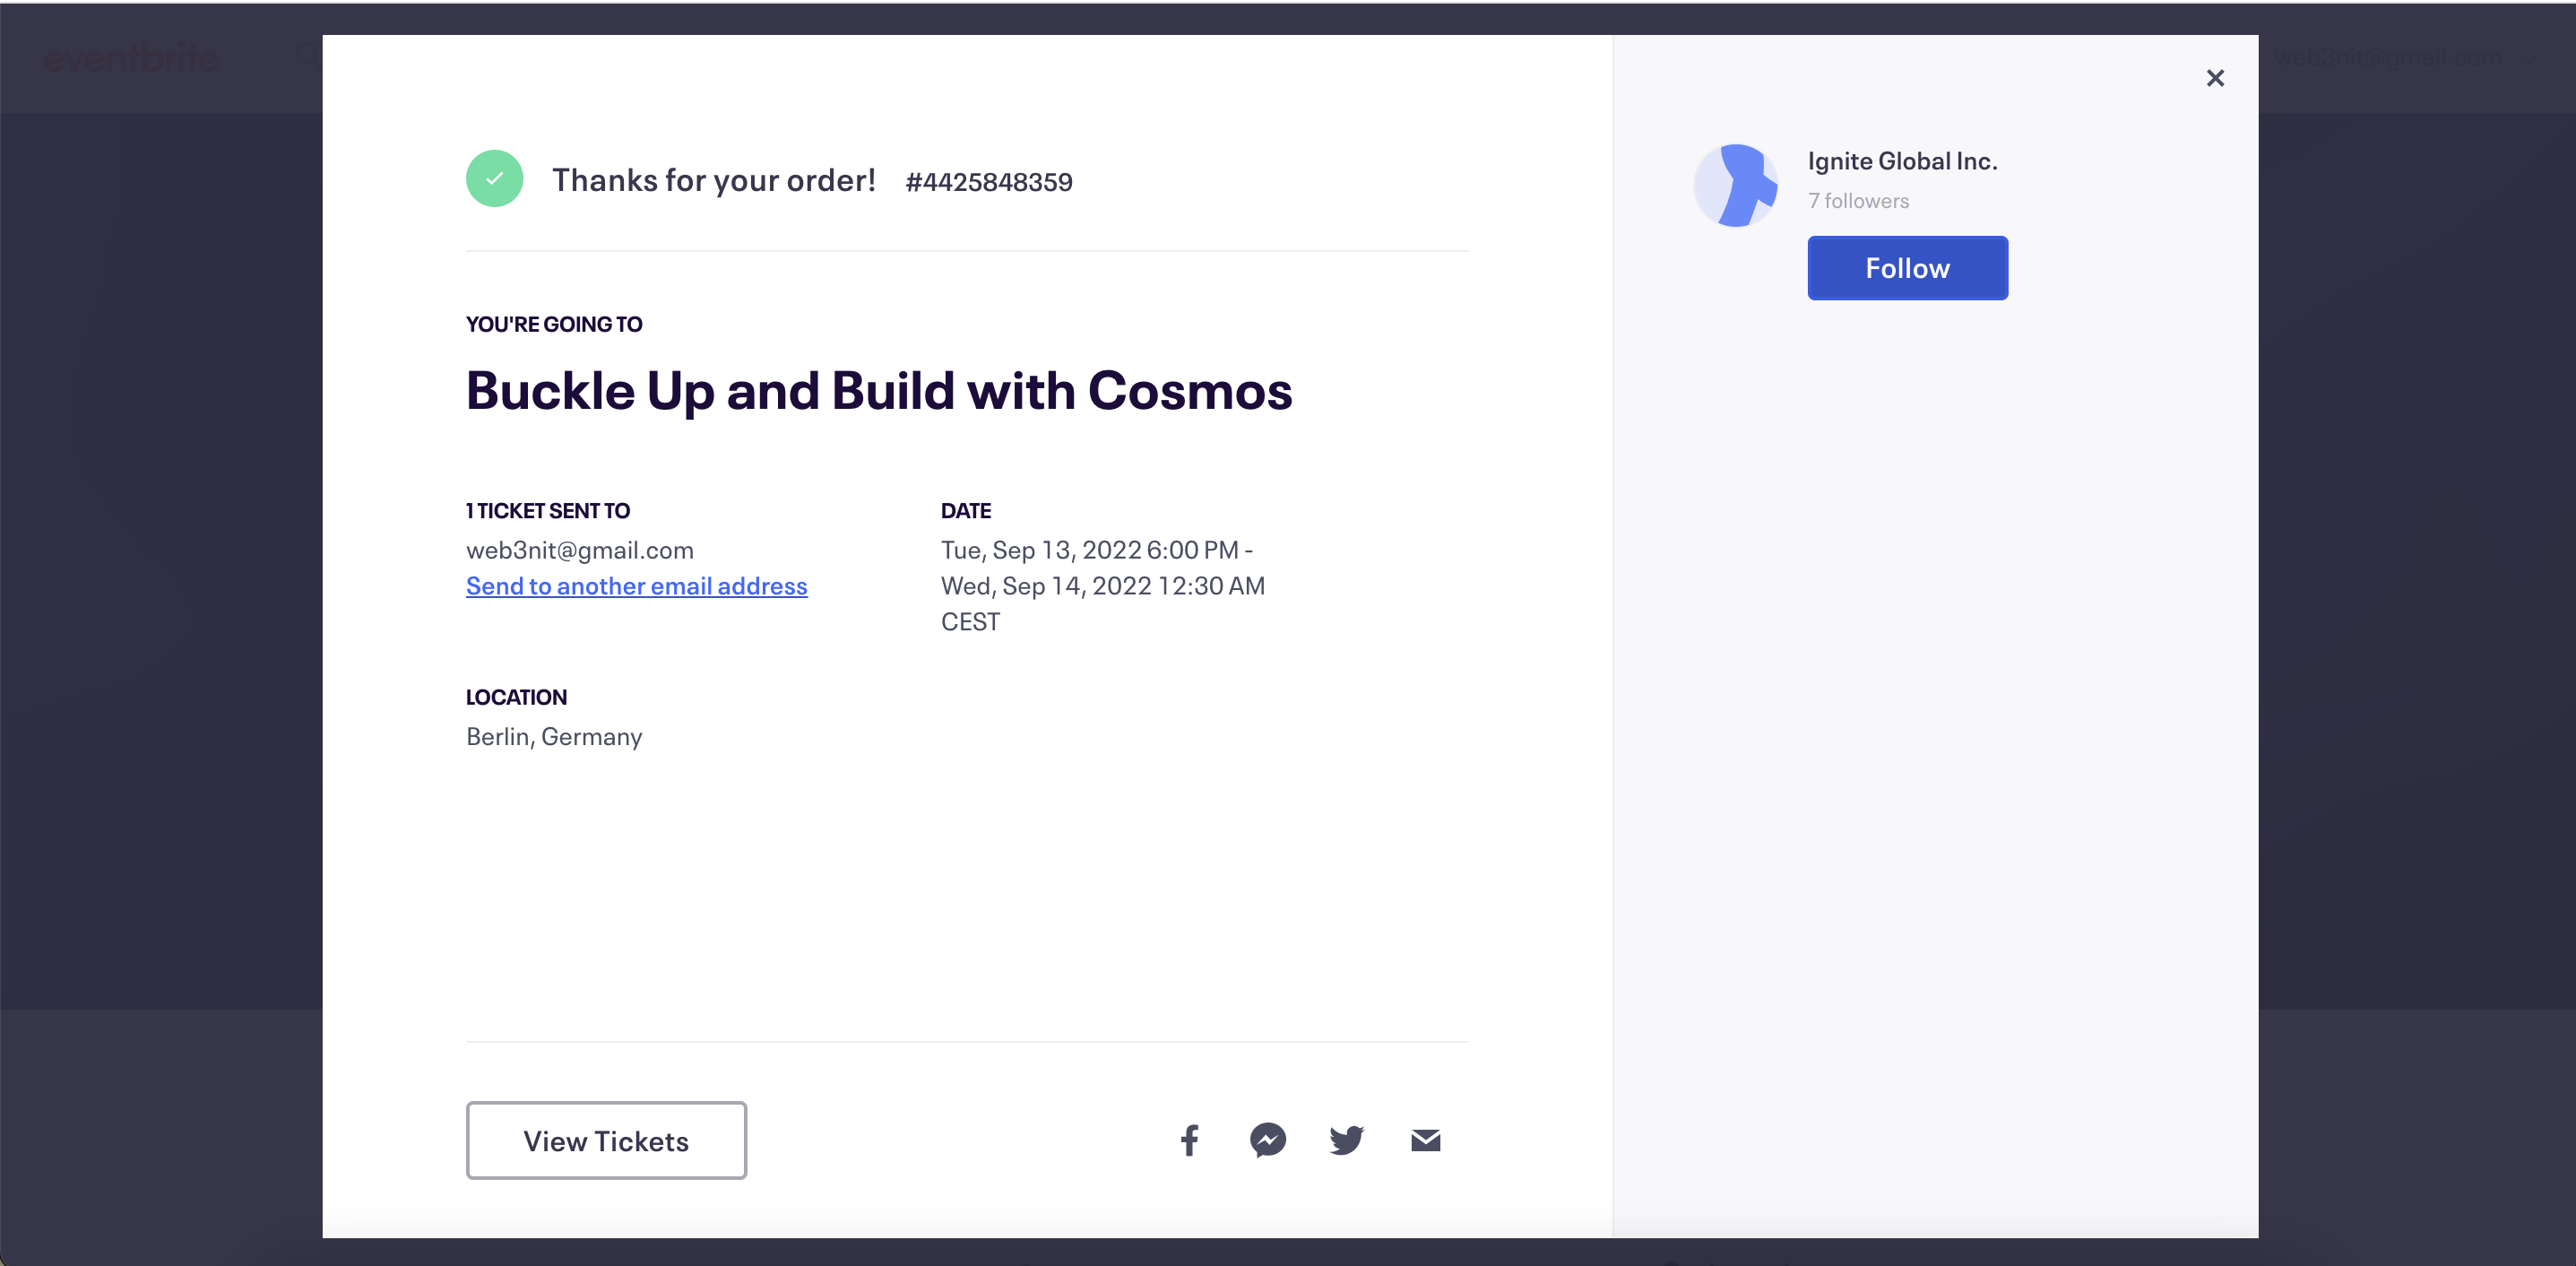 eventbrite
web3nit@gmail.com
Thanks for your order! #4425848359
YOU'RE GOING TO
Buckle Up and Build with Cosmos
1 TICKET SENT TO
web3nit@gmail.com
Send to another email address
DATE
Tue, Sep 13, 2022 6:00 PM -
Wed, Sep 14, 2022 12:30 AM
CEST
LOCATION
Berlin, Germany
View Tickets
Ignite Global Inc.
7 followers
Follow